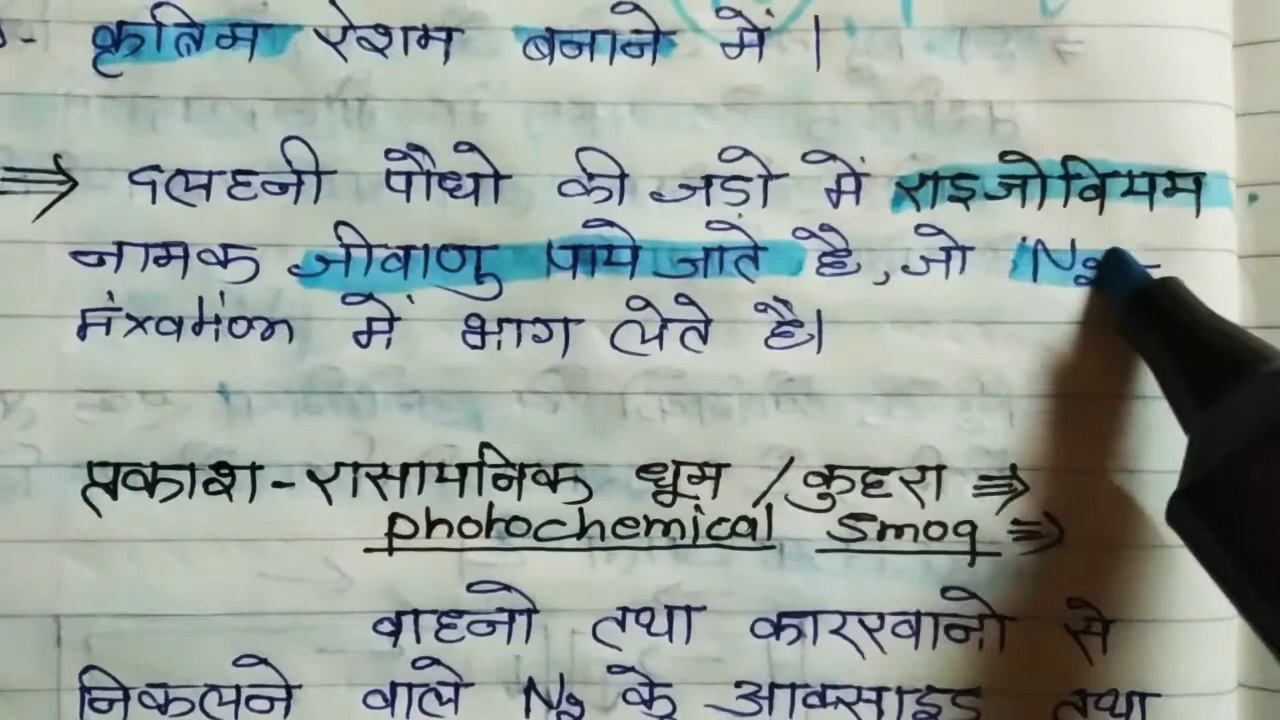 कृत्रिम रेशम बनाने में।
⇒ दलहनी पौधो की जड़ो में राइजोवियम
नामक जीवाणु पाये जाते है, जो N₂-
fixation में भाग लेते है।
प्रकाश-रासायनिक धूम / कुहरा ⇒
photochemical smog ⇒
वाहनो तथा कारखानो से
निकलने वाले N₂ के आक्साइड तथा